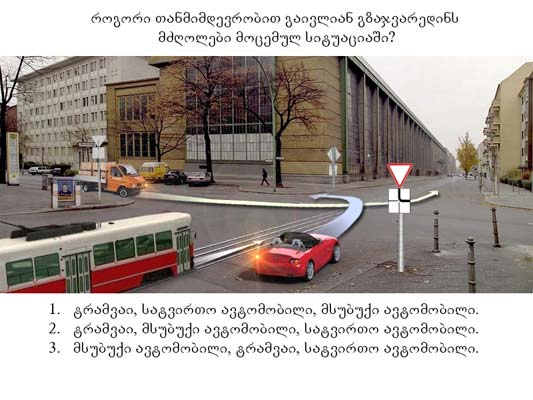 როგორი თანმიმდევრობით გაივლიან გზაჯვარედინს
მძღოლები მოცემულ სიტუაციაში?
1. ტრამვაი, სატვირთო ავტომობილი, მსუბუქი ავტომობილი.
2. ტრამვაი, მსუბუქი ავტომობილი, სატვირთო ავტომობილი.
3. მსუბუქი ავტომობილი, ტრამვაი, სატვირთო ავტომობილი.